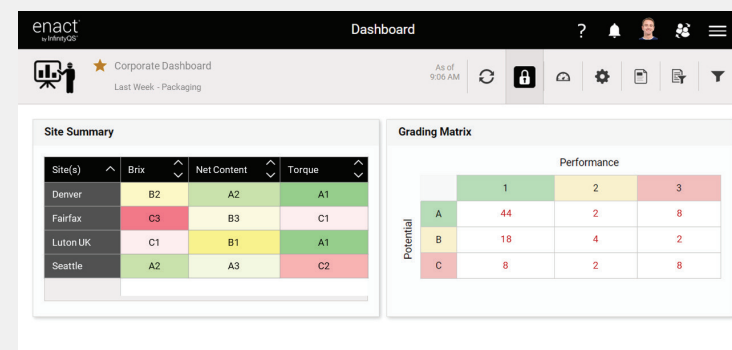 enact
by InfinityQS
Dashboard
?
Corporate Dashboard
Last Week - Packaging
As of
9:06 AM
Site Summary
Site(s) Brix Net Content Torque
Denver B2 A2 A1
Fairfax C3 B3 C1
Luton UK C1 B1 A1
Seattle A2 A3 C2
Grading Matrix
Performance
1 2 3
Potential
A 44 2 8
B 18 4 2
C 8 2 8